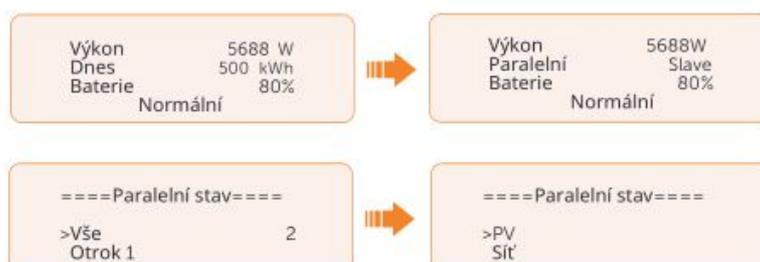 Výkon 5688 W
Dnes 500 kWh
Baterie 80%
Normální
Výkon 5688W
Paralelní Slave
Baterie 80%
Normální
====Paralelní stav====
>Vše 2
Otrok 1
====Paralelní stav====
>PV
Síť